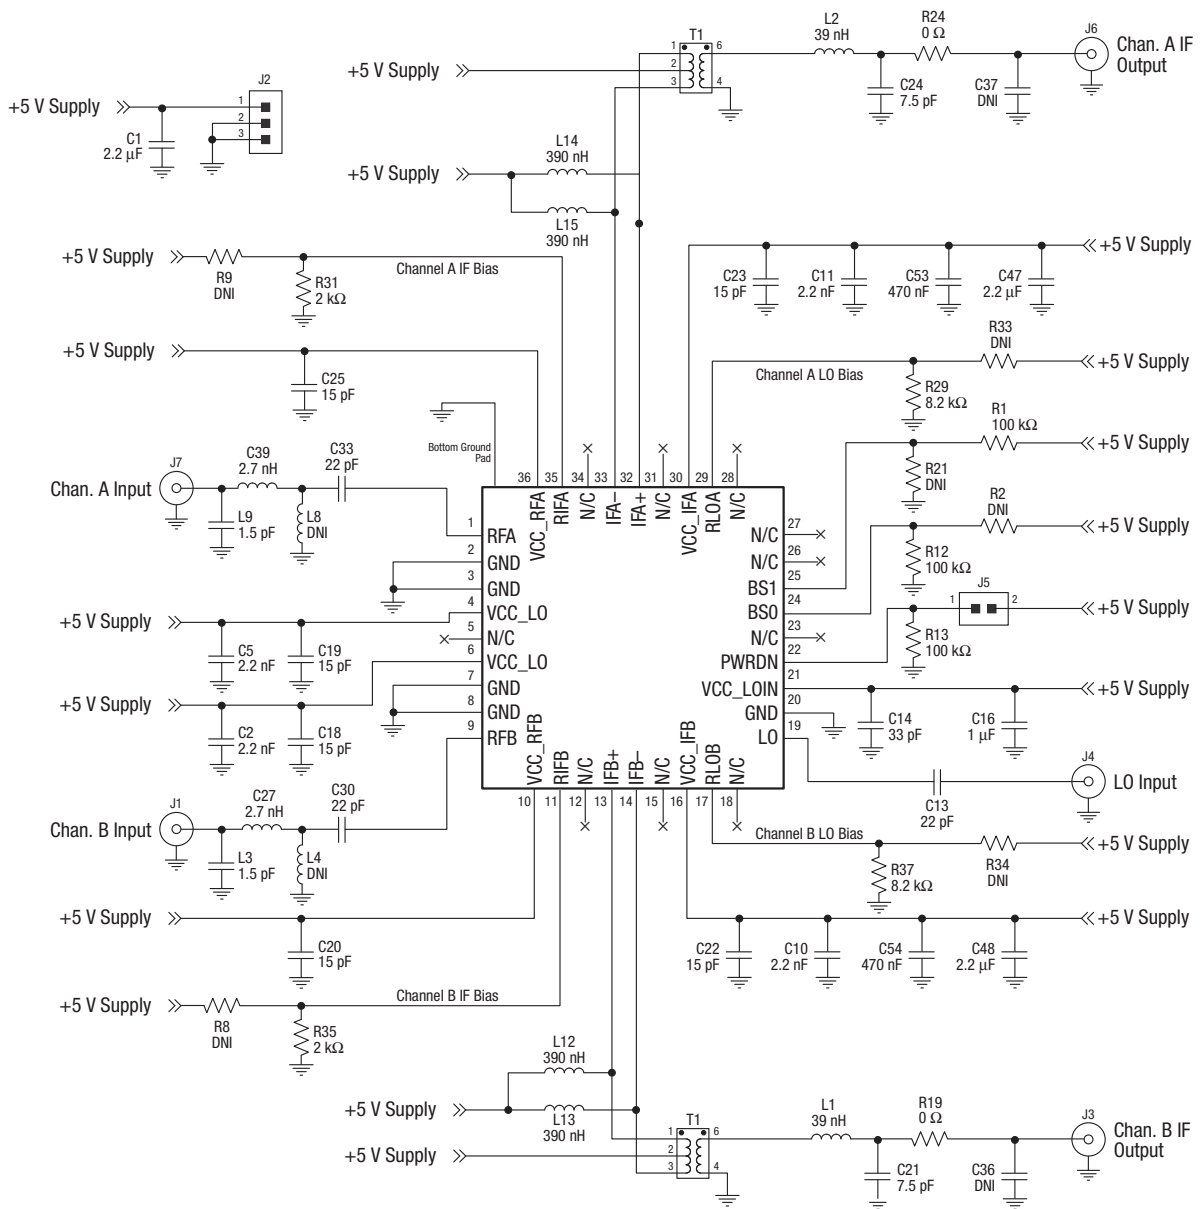 L2
39 nH
R24
0 Ω
J6
Chan. A IF
Output
T1
1
2
3
6
4
C24
7.5 pF
C37
DNI
+5 V Supply
+5 V Supply
J2
1
2
3
C1
2.2 µF
+5 V Supply
L14
390 nH
L15
390 nH
+5 V Supply
R9
DNI
R31
2 kΩ
Channel A IF Bias
+5 V Supply
C23
15 pF
C11
2.2 nF
C53
470 nF
C47
2.2 µF
+5 V Supply
C25
15 pF
R33
DNI
+5 V Supply
Channel A LO Bias
R29
8.2 kΩ
R1
100 kΩ
+5 V Supply
R21
DNI
Bottom Ground
Pad
J7
Chan. A Input
C39
2.7 nH
C33
22 pF
L9
1.5 pF
L8
DNI
R2
DNI
+5 V Supply
R12
100 kΩ
J5
1
2
+5 V Supply
R13
100 kΩ
36
35
34
33
32
31
30
29
28
VCC_RFA
RIFA
N/C
IFA–
IFA+
N/C
VCC_IFA
RLOA
N/C
1
RFA
2
GND
3
GND
4
VCC_LO
5
N/C
6
VCC_LO
7
GND
8
GND
9
RFB
27
N/C
26
N/C
25
BS1
24
BS0
23
N/C
22
PWRDN
21
VCC_LOIN
20
GND
19
LO
VCC_RFB
RIFB
N/C
IFB+
IFB–
N/C
VCC_IFB
RLOB
N/C
10
11
12
13
14
15
16
17
18
+5 V Supply
C5
2.2 nF
C19
15 pF
+5 V Supply
C2
2.2 nF
C18
15 pF
+5 V Supply
C14
33 pF
C16
1 µF
J4
LO Input
C13
22 pF
J1
Chan. B Input
C27
2.7 nH
C30
22 pF
L3
1.5 pF
L4
DNI
Channel B LO Bias
R37
8.2 kΩ
R34
DNI
+5 V Supply
+5 V Supply
C20
15 pF
+5 V Supply
C22
15 pF
C10
2.2 nF
C54
470 nF
C48
2.2 µF
+5 V Supply
R8
DNI
R35
2 kΩ
Channel B IF Bias
L12
390 nH
+5 V Supply
L13
390 nH
+5 V Supply
T1
1
2
3
6
4
L1
39 nH
R19
0 Ω
J3
Chan. B IF
Output
C21
7.5 pF
C36
DNI